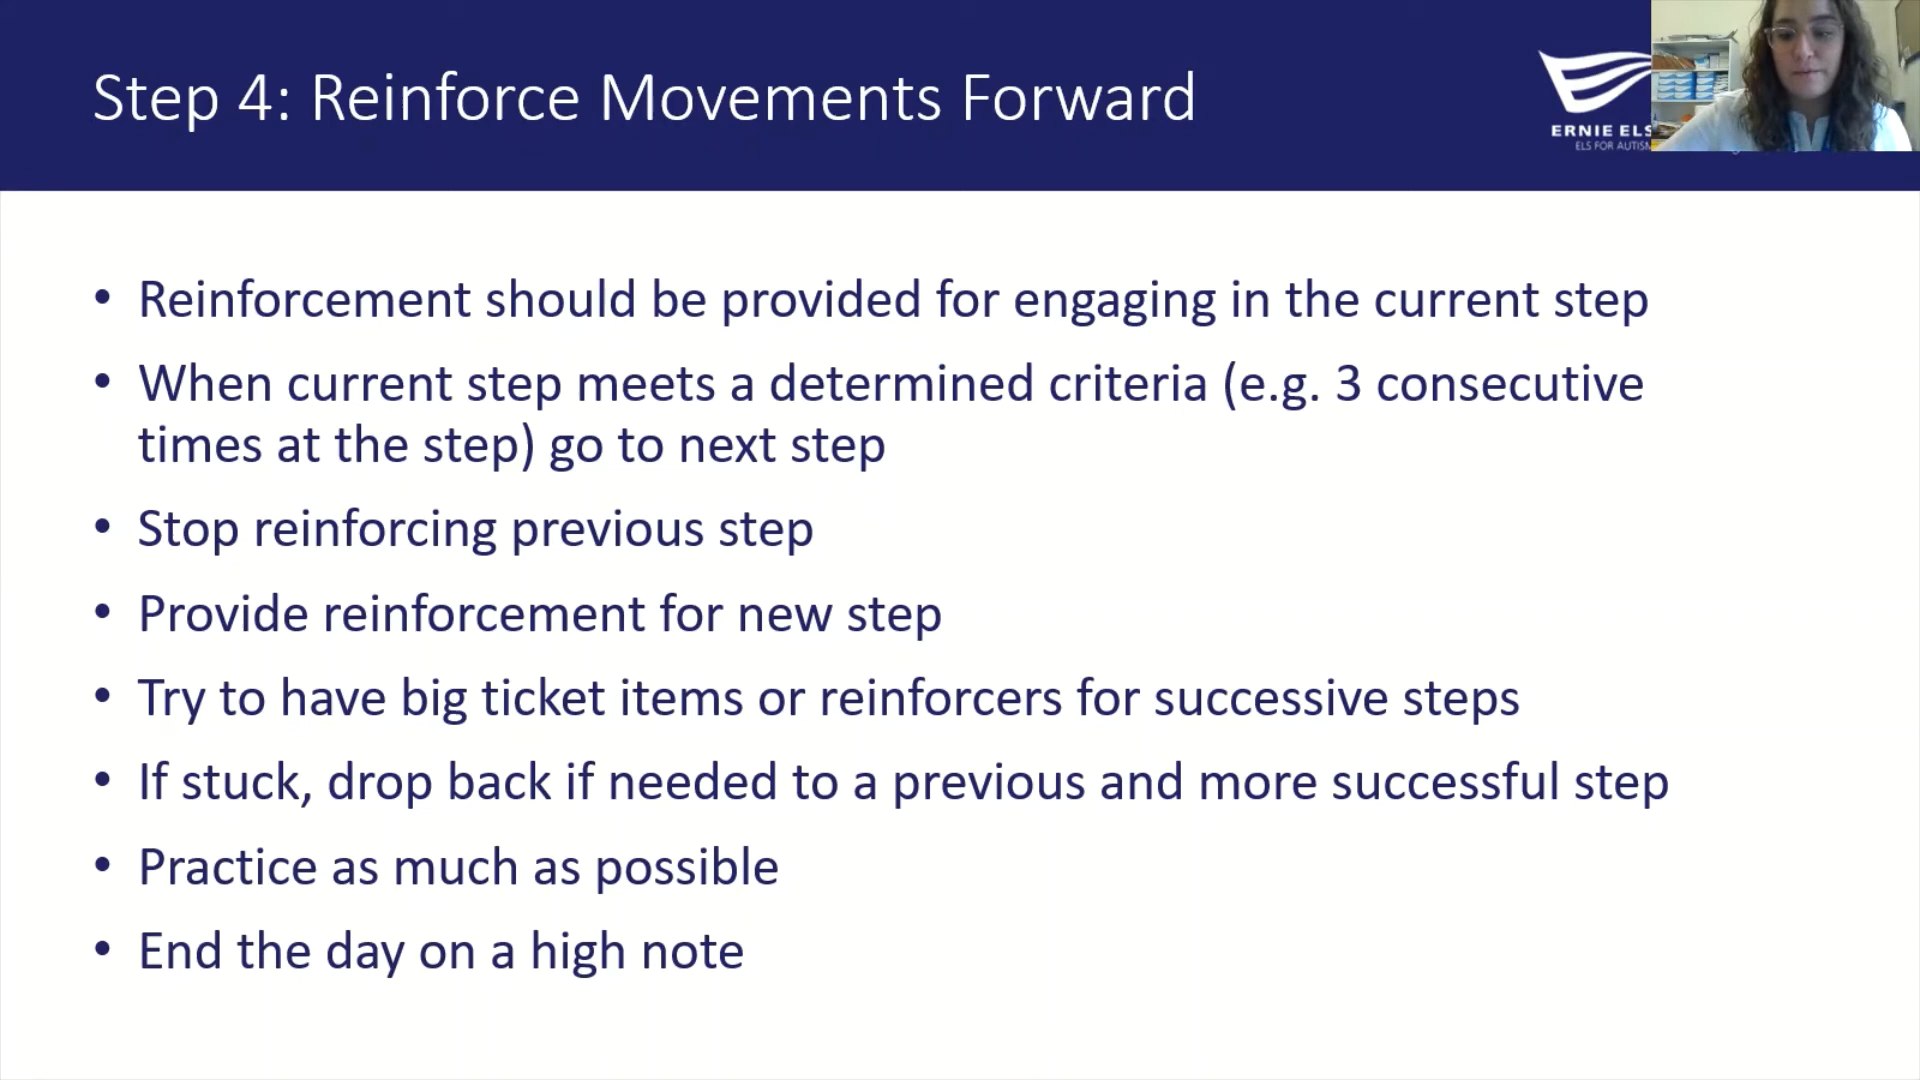 Step 4: Reinforce Movements Forward
ERNIE ELS
ELS FOR AUTISM
• Reinforcement should be provided for engaging in the current step
• When current step meets a determined criteria (e.g. 3 consecutive
times at the step) go to next step
• Stop reinforcing previous step
• Provide reinforcement for new step
• Try to have big ticket items or reinforcers for successive steps
• If stuck, drop back if needed to a previous and more successful step
• Practice as much as possible
• End the day on a high note